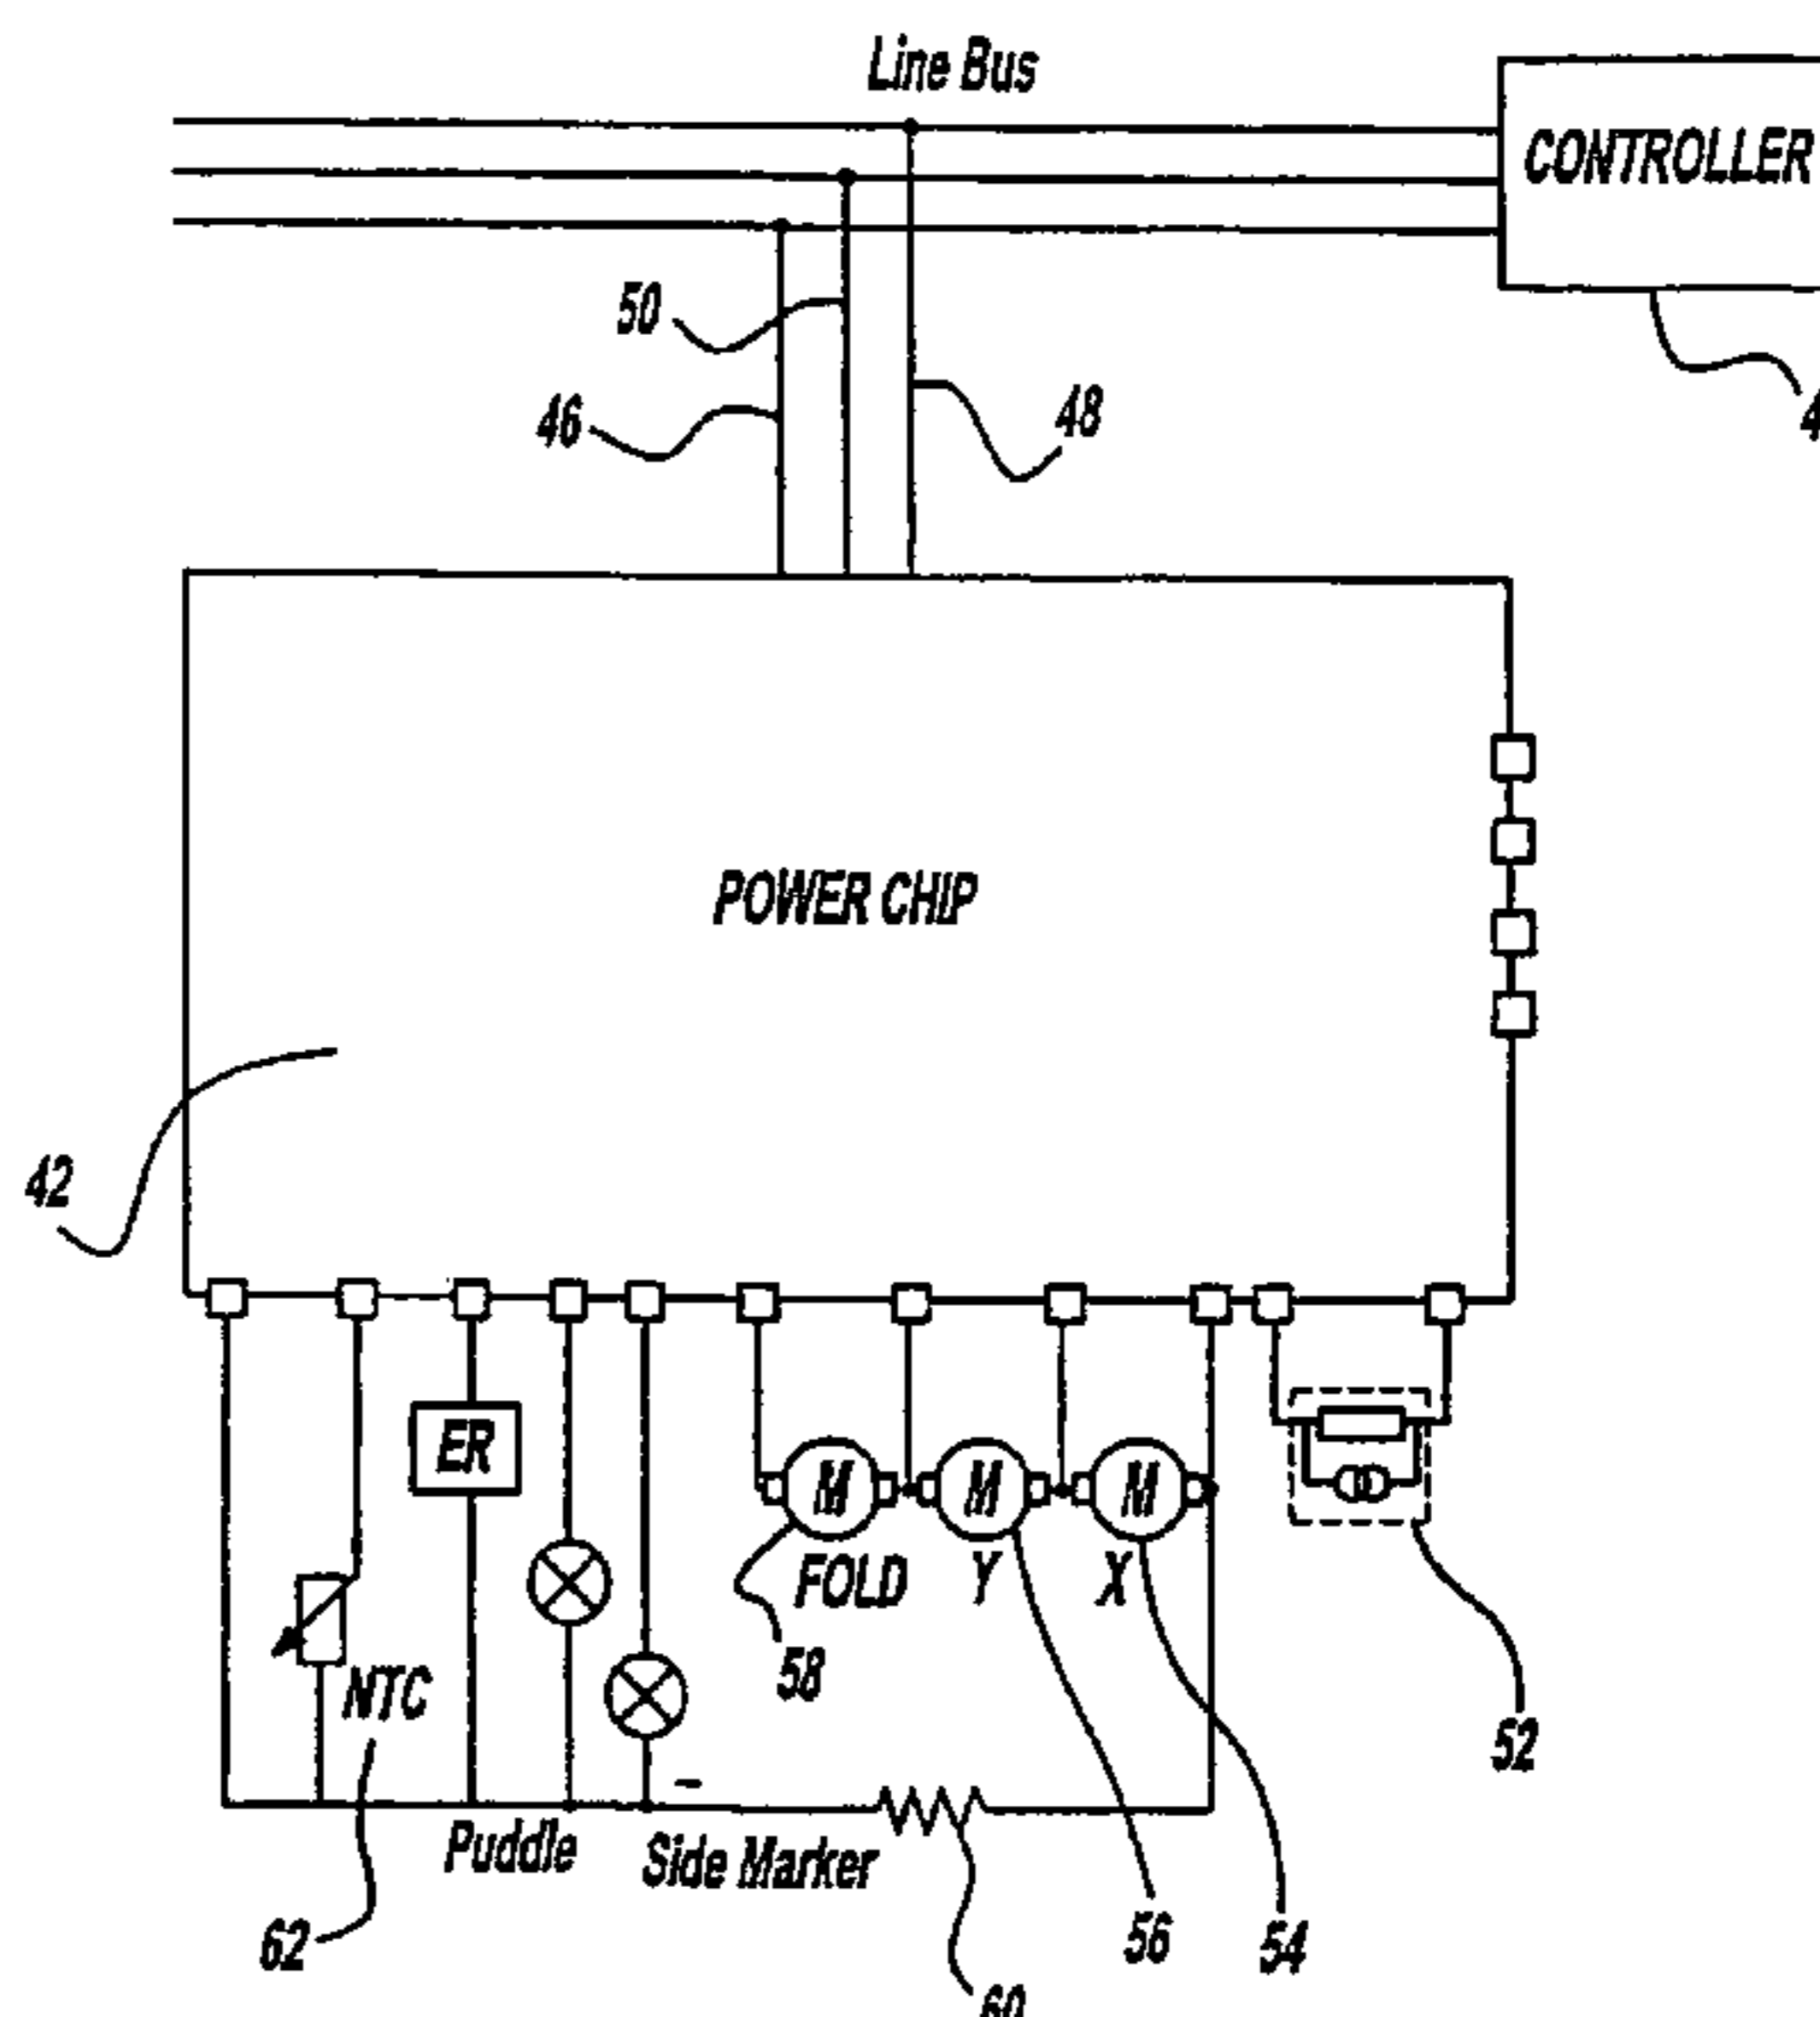 Line Bus
CONTROLLER
50
46
48
POWER CHIP
42
ER
M
M
M
FOLD
Y
X
NTC
58
52
Puddle
Side Marker
62
56
54
60